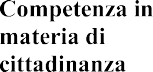 Competenza in
materia di
cittadinanza